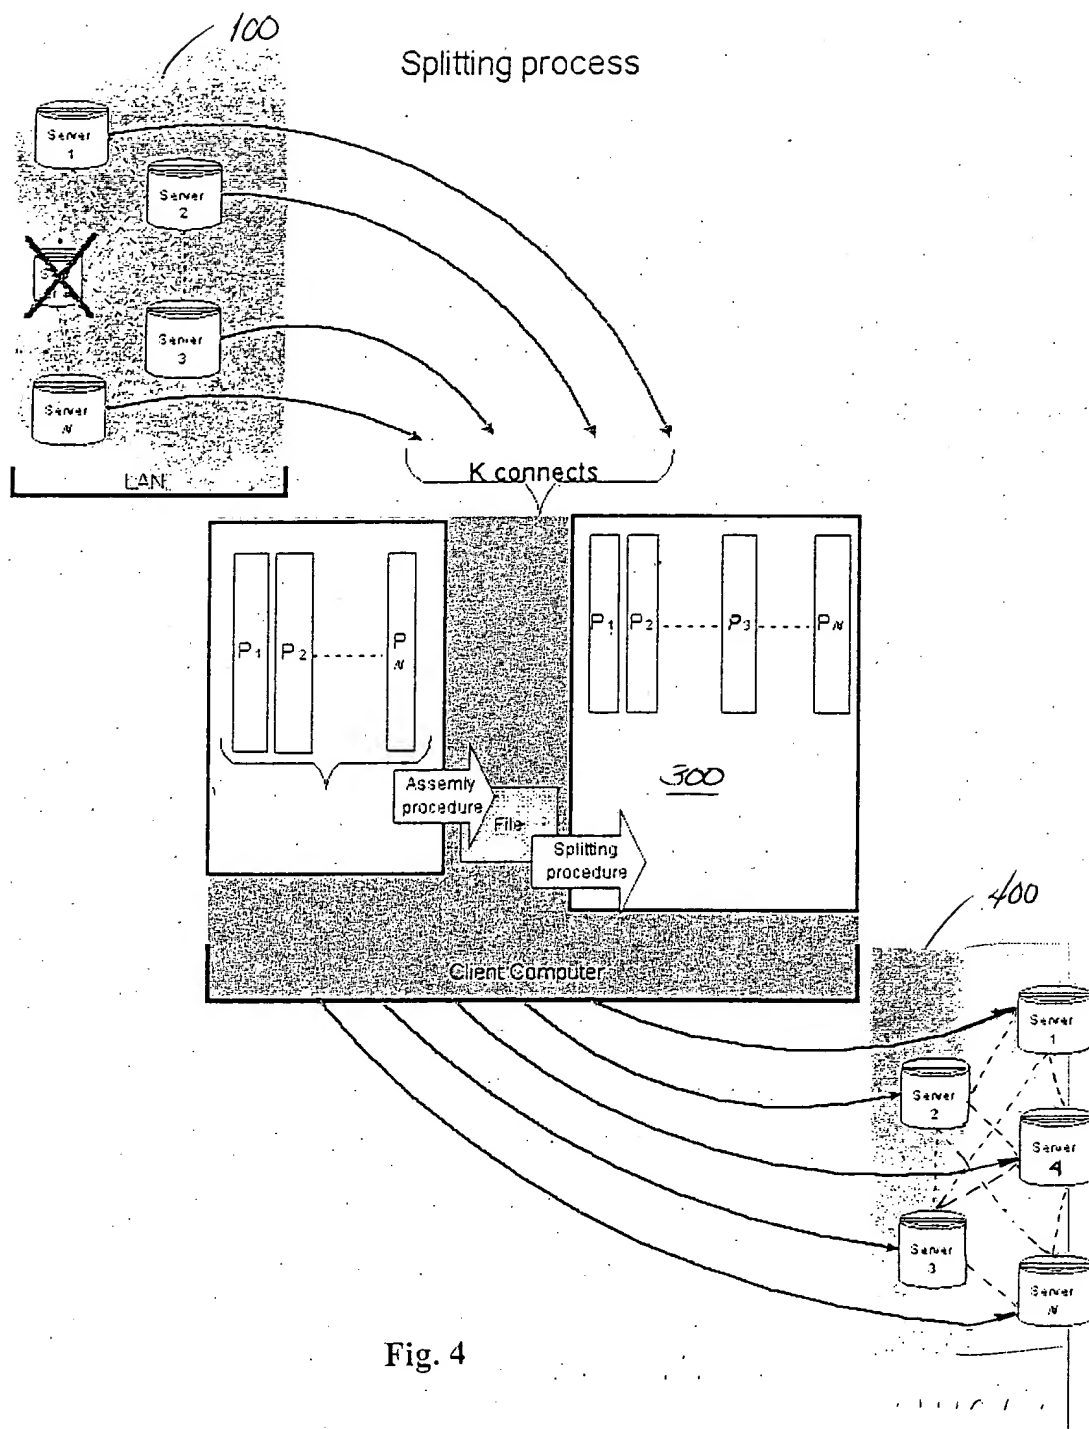 100
Splitting process
Server
1
Server
2
Server
3
Server
N
LAN
K connects
P1 P2 P N
P1 P2 P3 PN
Assemly
procedure
File
300
Splitting
procedure
400
Client Computer
Server
1
Server
2
Server
4
Server
3
Server
N
Fig. 4